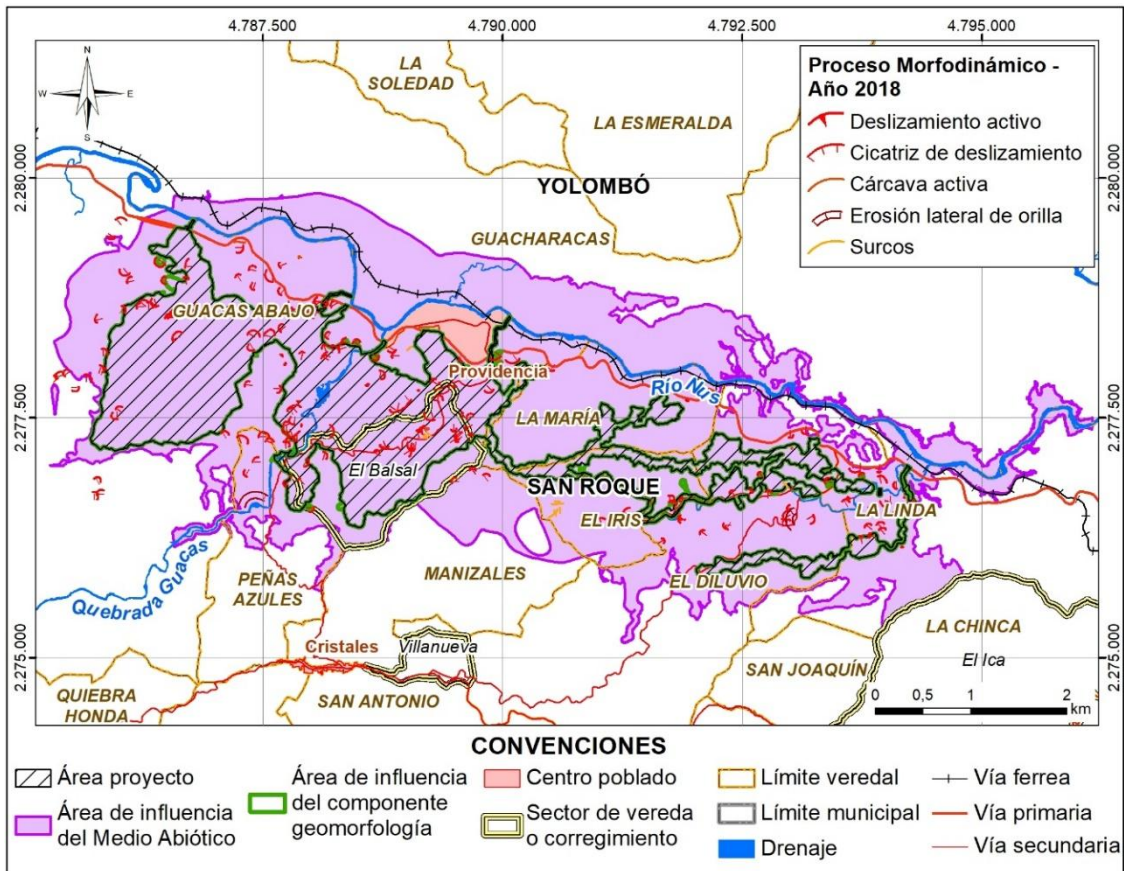 4.787.500
4.790.000
4.792.500
4.795.000
N
W
E
S
2.280.000
2.277.500
2.275.000
2.280.000
2.277.500
2.275.000
Proceso Morfodinámico -
Año 2018
Deslizamiento activo
Cicatriz de deslizamiento
Cárcava activa
Erosión lateral de orilla
Surcos
LA
SOLEDAD
LA ESMERALDA
YOLOMBÓ
GUACHARACAS
GUACAS ABAJO
Providencia
Río Nus
LA MARÍA
El Balsal
SAN ROQUE
EL IRIS
LA LINDA
Quebrada Guacas
PEÑAS
AZULES
MANIZALES
EL DILUVIO
LA CHINCA
Cristales
Villanueva
SAN JOAQUÍN
El Ica
QUIEBRA
HONDA
SAN ANTONIO
0 0,5 1 2
km
CONVENCIONES
Área proyecto
Área de influencia
del Medio Abiótico
Área de influencia
del componente
geomorfología
Centro poblado
Sector de vereda
o corregimiento
Límite veredal
Límite municipal
Drenaje
Vía ferrea
Vía primaria
Vía secundaria